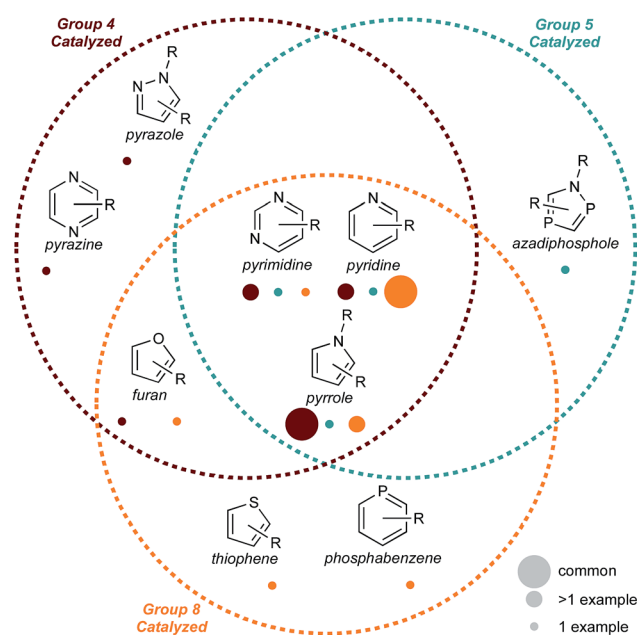 Group 4
Catalyzed
Group 5
Catalyzed
R
N
N
pyrazole
N
R
N
pyrazine
R
N
R
P
P
azadiphosphole
N
R
N
pyrimidine
N
R
pyridine
O
R
furan
R
N
R
pyrrole
S
R
thiophene
P
R
phosphabenzene
Group 8
Catalyzed
common
>1 example
1 example